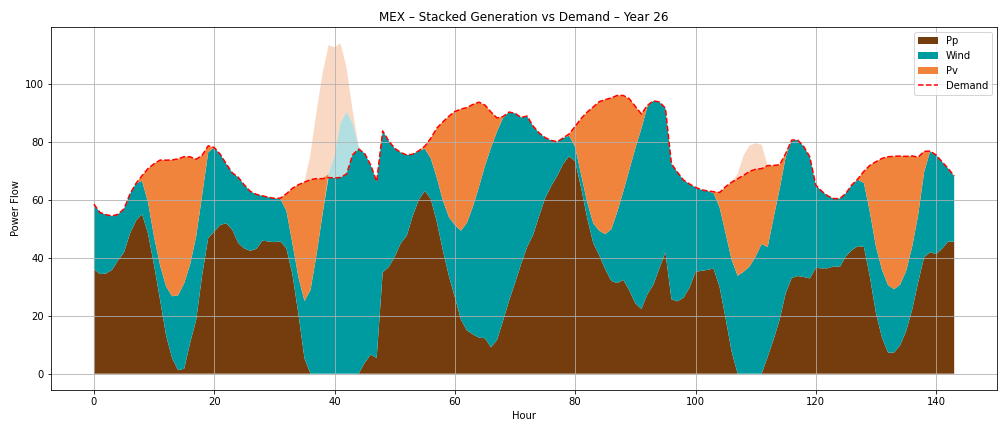 MEX – Stacked Generation vs Demand – Year 26
Pp
Wind
Pv
Demand
Power Flow
100
80
60
40
20
0
0 20 40 60 80 100 120 140
Hour